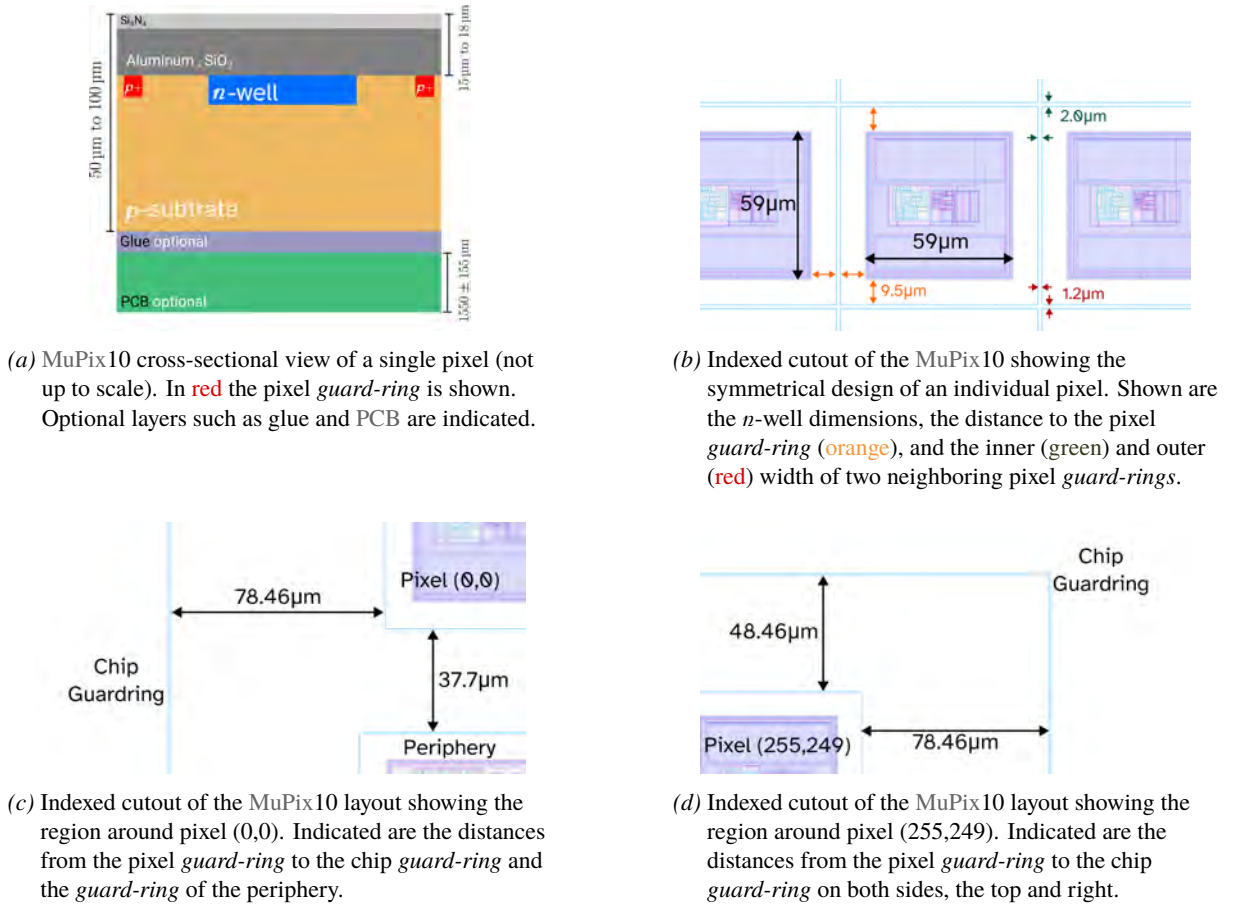 Si₃N₄
Aluminum, SiO₂
p+
n-well
p+
50 µm to 100 µm
15 µm to 18 µm
p-subtrate
Glue optional
PCB optional
1550 ± 155 µm
2.0µm
59µm
59µm
9.5µm
1.2µm
(a) MuPix10 cross-sectional view of a single pixel (not
up to scale). In red the pixel guard-ring is shown.
Optional layers such as glue and PCB are indicated.
(b) Indexed cutout of the MuPix10 showing the
symmetrical design of an individual pixel. Shown are
the n-well dimensions, the distance to the pixel
guard-ring (orange), and the inner (green) and outer
(red) width of two neighboring pixel guard-rings.
Pixel (0,0)
78.46µm
Chip
Guardring
37.7µm
Periphery
Chip
Guardring
48.46µm
Pixel (255,249)
78.46µm
(c) Indexed cutout of the MuPix10 layout showing the
region around pixel (0,0). Indicated are the distances
from the pixel guard-ring to the chip guard-ring and
the guard-ring of the periphery.
(d) Indexed cutout of the MuPix10 layout showing the
region around pixel (255,249). Indicated are the
distances from the pixel guard-ring to the chip
guard-ring on both sides, the top and right.